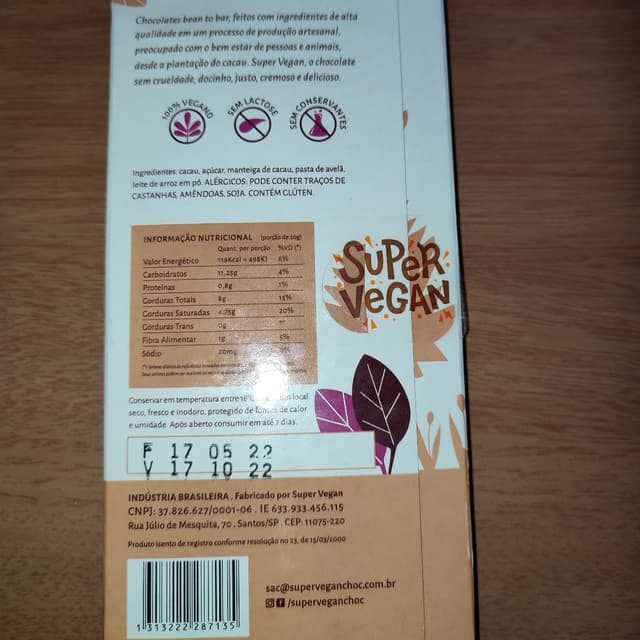 Chocolates bean to bar, feitos com ingredientes de alta
qualidade em um processo de produção artesanal,
preocupado com o bem estar de pessoas e animais,
desde a plantação do cacau. Super Vegan, o chocolate
sem crueldade, docinho, justo, cremoso e delicioso.
100% VEGANO
SEM LACTOSE
SEM CONSERVANTES
Ingredientes: cacau, açúcar, manteiga de cacau, pasta de avelã,
leite de arroz em pó. ALÉRGICOS: PODE CONTER TRAÇOS DE
CASTANHAS, AMÊNDOAS, SOJA. CONTÉM GLÚTEN.
INFORMAÇÃO NUTRICIONAL (porção de 20g)
Quant. por porção %VD (*)
Valor Energético 119Kcal = 498KJ 6%
Carboidratos 11,25g 4%
Proteínas 0,8g 1%
Gorduras Totais 8g 15%
Gorduras Saturadas 4,75g 20%
Gorduras Trans 0g **
Fibra Alimentar 1g 5%
Sódio
SUPER
VEGAN
Conservar em temperatura entre local
seco, fresco e inodoro, protegido de fontes de calor
e umidade. Após aberto consumir em até 7 dias.
F 17 05 22
V 17 10 22
INDÚSTRIA BRASILEIRA . Fabricado por Super Vegan
CNPJ: 37.826.627/0001-06 . IE 633.933.456.115
Rua Júlio de Mesquita, 70 . Santos/SP . CEP: 11075-220
Produto isento de registro conforme resolução no 23, de 15/03/2000
sac@superveganchoc.com.br
/superveganchoc
1 313222 287135